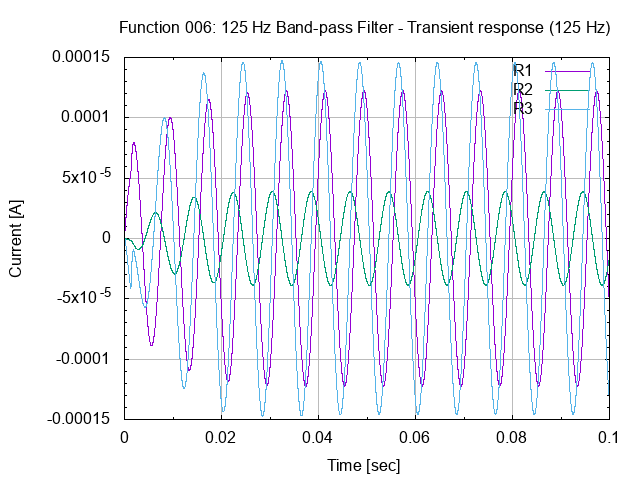 Function 006: 125 Hz Band-pass Filter - Transient response (125 Hz)
0.00015
0.0001
5x10-5
0
-5x10-5
-0.0001
-0.00015
Current [A]
R1
R2
R3
0 0.02 0.04 0.06 0.08 0.1
Time [sec]